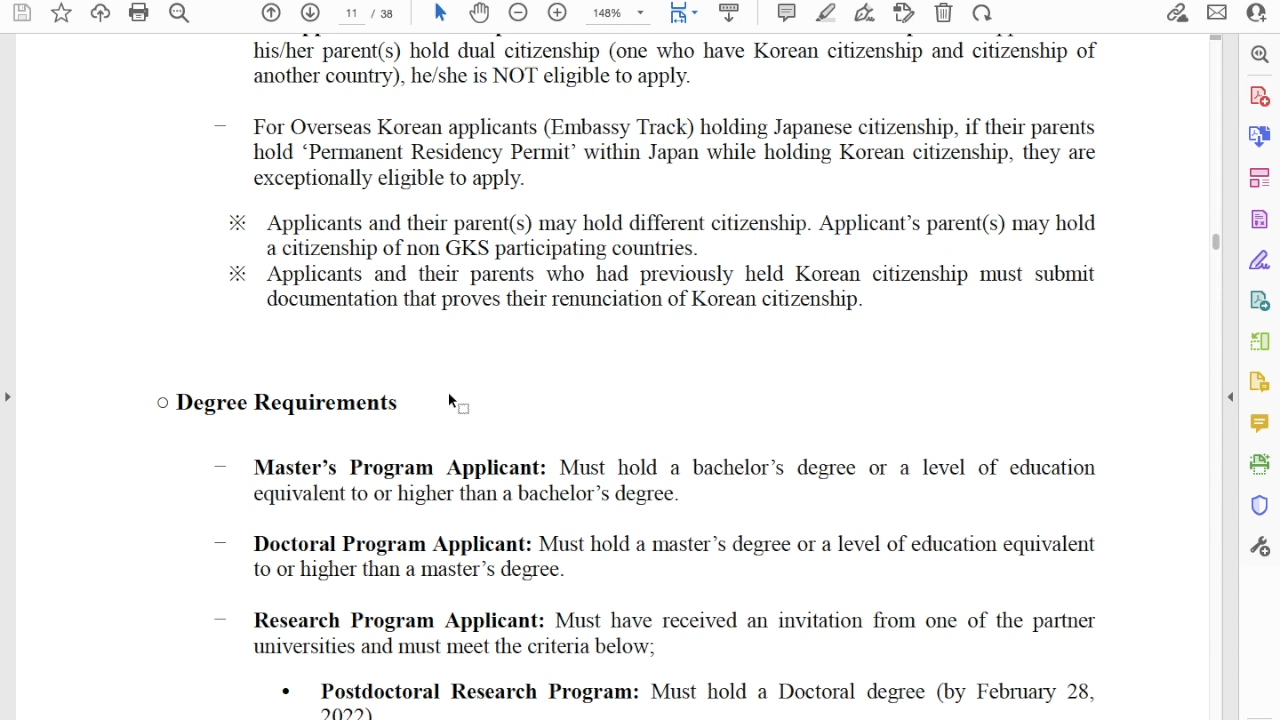 11 / 38 148%
his/her parent(s) hold dual citizenship (one who have Korean citizenship and citizenship of
another country), he/she is NOT eligible to apply.
– For Overseas Korean applicants (Embassy Track) holding Japanese citizenship, if their parents
hold ‘Permanent Residency Permit’ within Japan while holding Korean citizenship, they are
exceptionally eligible to apply.
※ Applicants and their parent(s) may hold different citizenship. Applicant’s parent(s) may hold
a citizenship of non GKS participating countries.
※ Applicants and their parents who had previously held Korean citizenship must submit
documentation that proves their renunciation of Korean citizenship.
○ Degree Requirements
– Master’s Program Applicant: Must hold a bachelor’s degree or a level of education
equivalent to or higher than a bachelor’s degree.
– Doctoral Program Applicant: Must hold a master’s degree or a level of education equivalent
to or higher than a master’s degree.
– Research Program Applicant: Must have received an invitation from one of the partner
universities and must meet the criteria below;
• Postdoctoral Research Program: Must hold a Doctoral degree (by February 28,
2022)